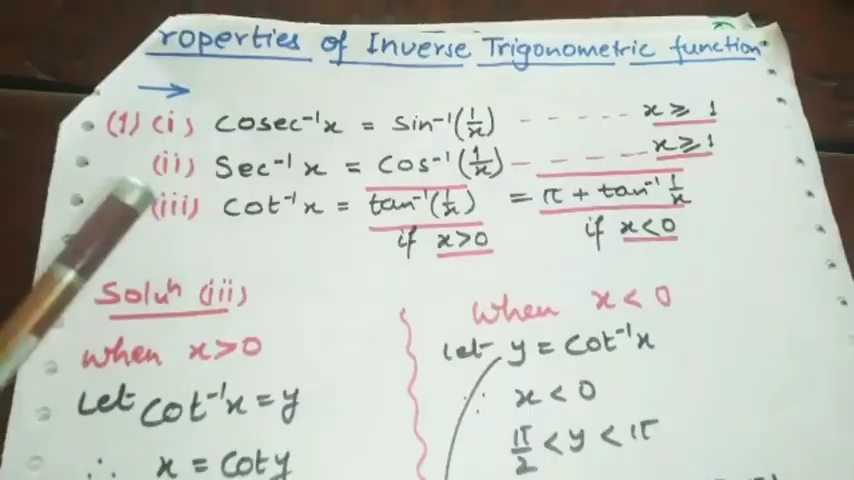 roperties of Inverse Trigonometric function
(1) (i) Cosec⁻¹x = Sin⁻¹(1/x) ------- x ≥ 1
(ii) Sec⁻¹x = Cos⁻¹(1/x) ------- x ≥ 1
(iii) Cot⁻¹x = tan⁻¹(1/x) = π + tan⁻¹ 1/x
if x>0 if x<0
Soluⁿ (iii)
When x>0
Let Cot⁻¹x = y
∴ x = Cot y
When x < 0
Let y = Cot⁻¹x
∵ x < 0
π/2 < y < π